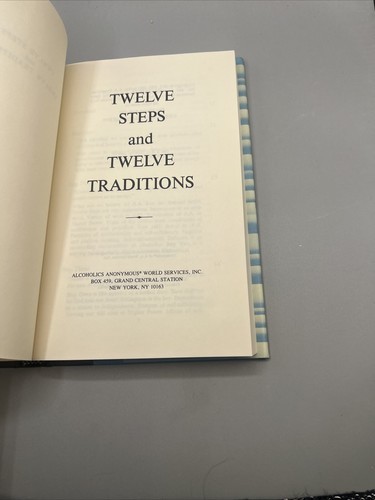 TWELVE
STEPS
and
TWELVE
TRADITIONS
ALCOHOLICS ANONYMOUS® WORLD SERVICES, INC.
BOX 459, GRAND CENTRAL STATION
NEW YORK, NY 10163